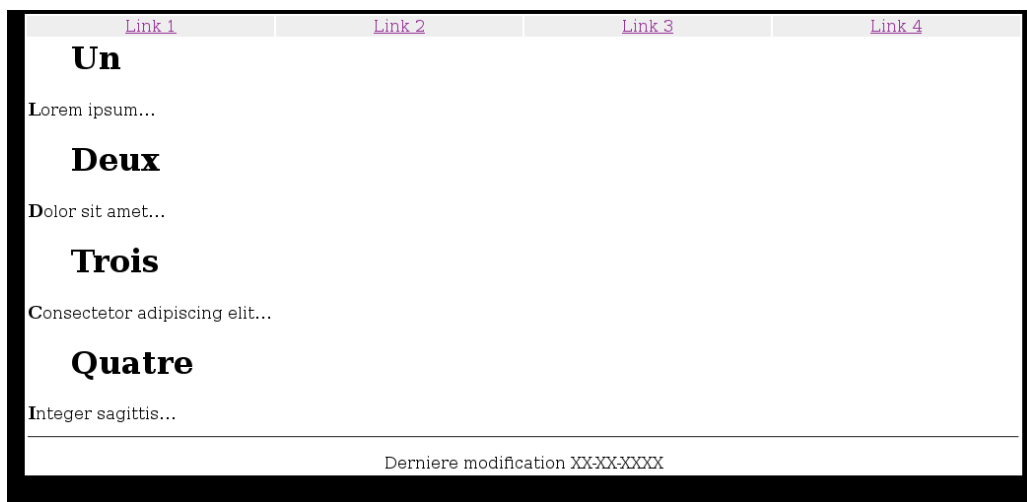 Link 1 Link 2 Link 3 Link 4
Un
Lorem ipsum...
Deux
Dolor sit amet...
Trois
Consectetor adipiscing elit...
Quatre
Integer sagittis...
Derniere modification XX-XX-XXXX